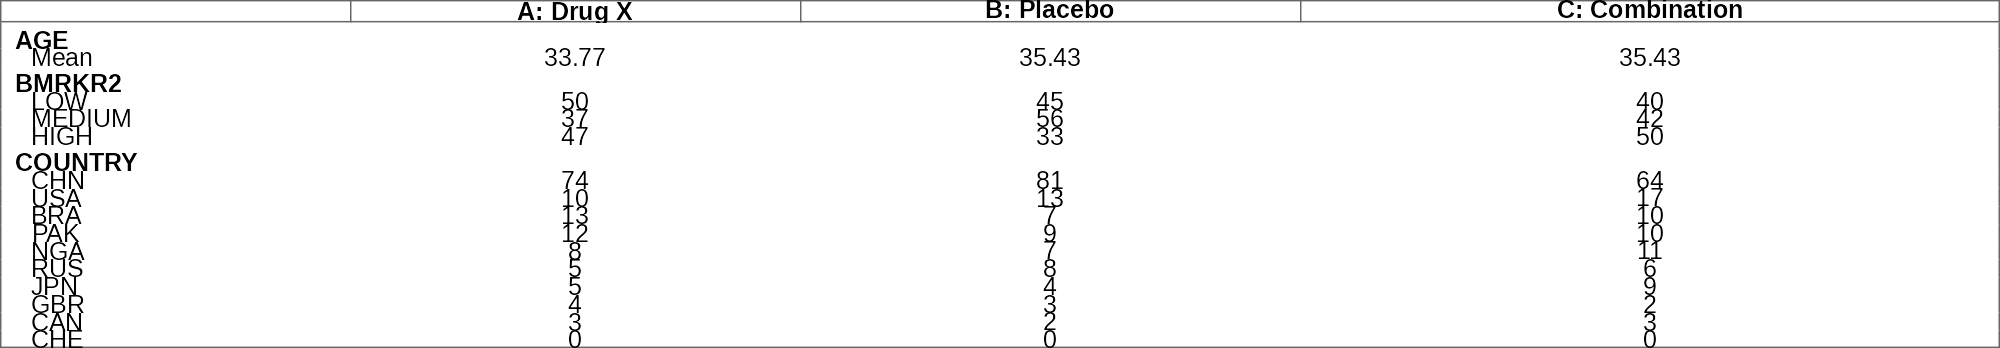 A: Drug X B: Placebo C: Combination
AGE
Mean 33.77 35.43 35.43
BMRKR2
LOW 50 45 40
MEDIUM 37 56 42
HIGH 47 33 50
COUNTRY
CHN 74 81 64
USA 10 13 17
BRA 13 7 10
PAK 12 9 10
NGA 8 7 11
RUS 5 8 6
JPN 5 4 9
GBR 4 3 2
CAN 3 2 3
CHE 0 0 0